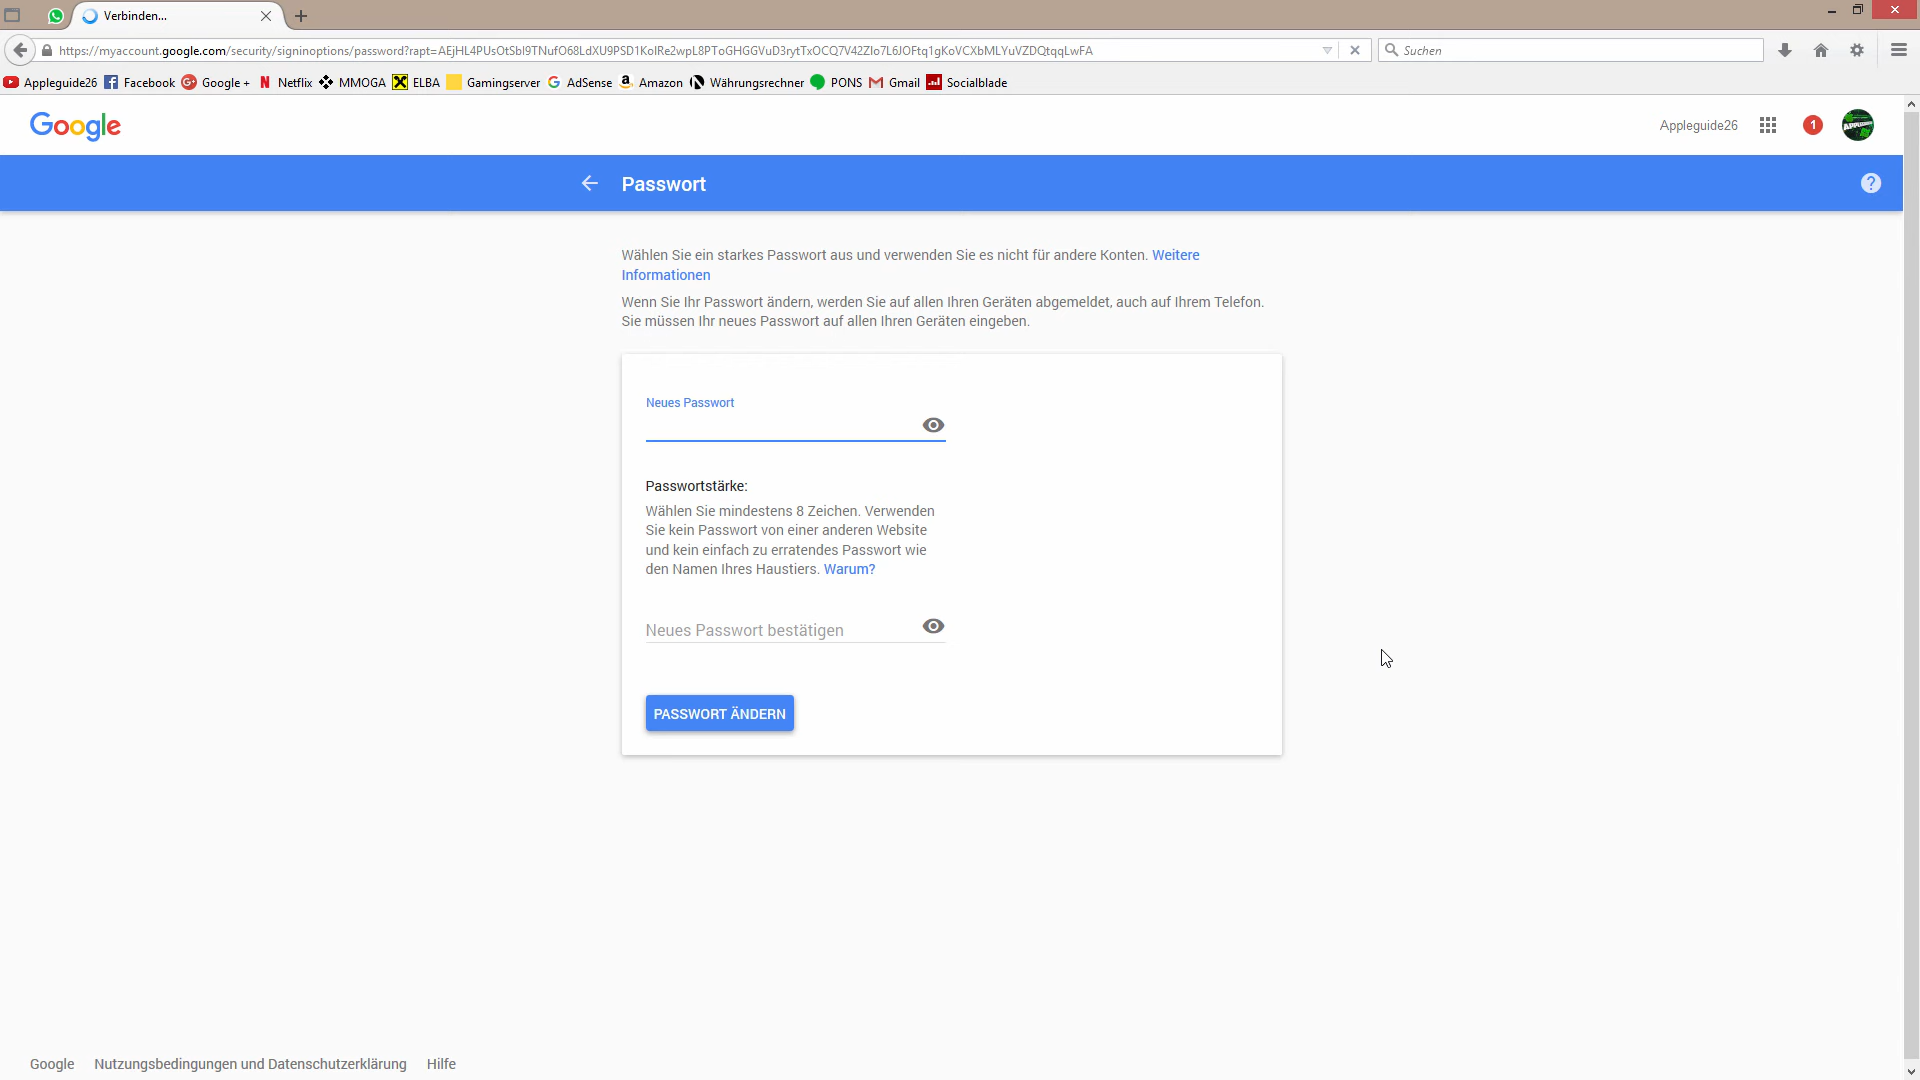 Verbinden...
https://myaccount.google.com/security/signinoptions/password?rapt=AEjHL4PUsOtSbI9TNufO68LdXU9PSD1KolRe2wpL8PToGHGGVuD3rytTxOCQ7V42ZIo7L6JOFtq1gKoVCXbMLYuVZDQtqqLwFA
Suchen
Appleguide26 Facebook Google + Netflix MMOGA ELBA Gamingserver AdSense Amazon Währungsrechner PONS Gmail Socialblade
Google
Appleguide26
1
Passwort
?
Wählen Sie ein starkes Passwort aus und verwenden Sie es nicht für andere Konten. Weitere
Informationen
Wenn Sie Ihr Passwort ändern, werden Sie auf allen Ihren Geräten abgemeldet, auch auf Ihrem Telefon.
Sie müssen Ihr neues Passwort auf allen Ihren Geräten eingeben.
Neues Passwort
Passwortstärke:
Wählen Sie mindestens 8 Zeichen. Verwenden
Sie kein Passwort von einer anderen Website
und kein einfach zu erratendes Passwort wie
den Namen Ihres Haustiers. Warum?
Neues Passwort bestätigen
PASSWORT ÄNDERN
Google Nutzungsbedingungen und Datenschutzerklärung Hilfe